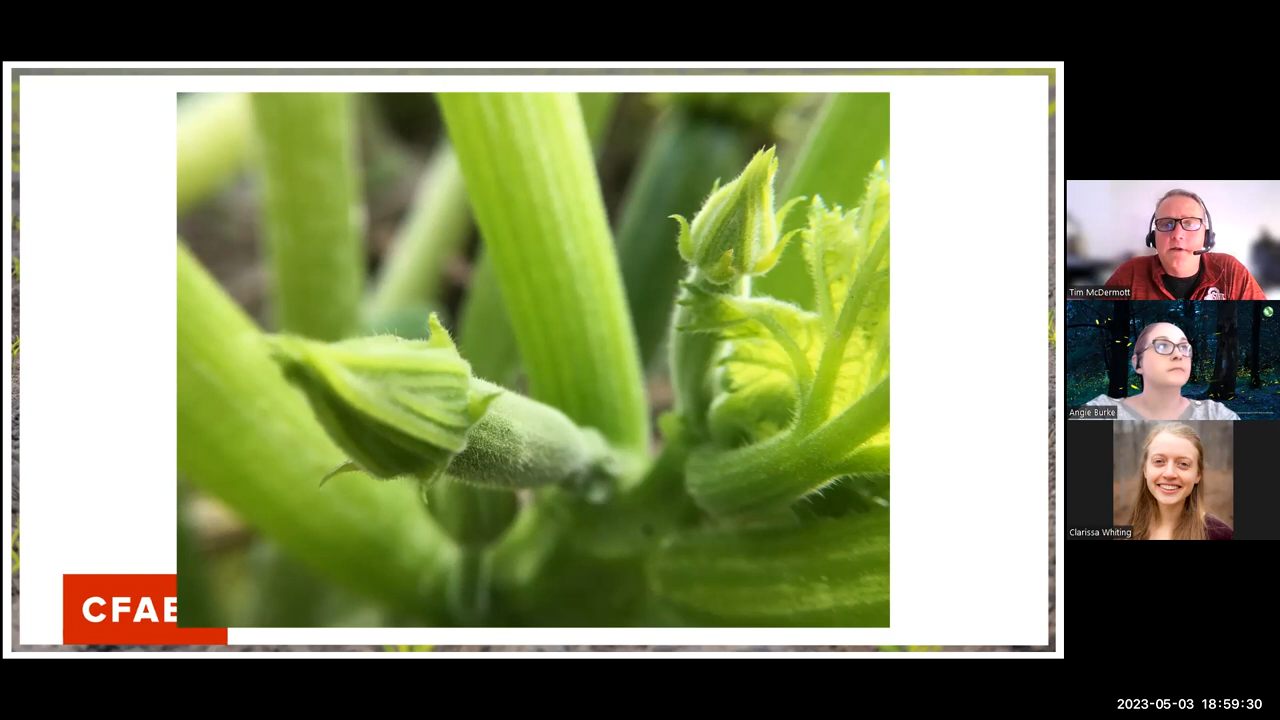 CFAE
Tim McDermott
Angie Burke
Clarissa Whiting
2023-05-03 18:59:30